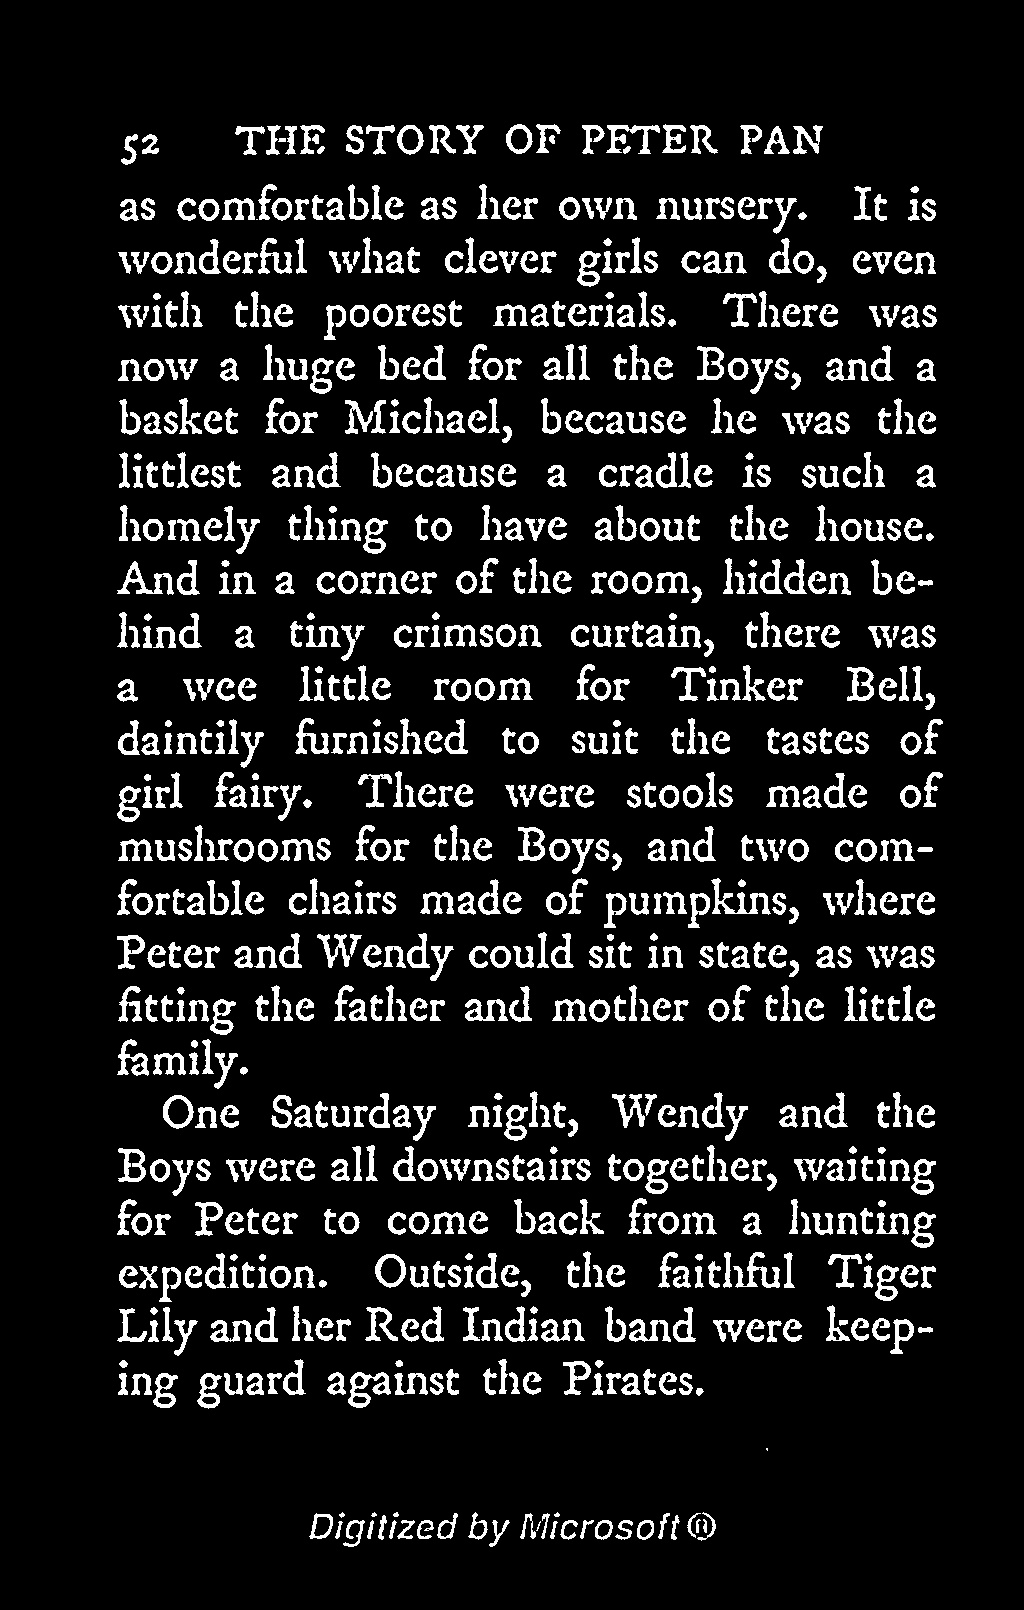 52 THE STORY OF PETER PAN
as comfortable as her own nursery. It is
wonderful what clever girls can do, even
with the poorest materials. There was
now a huge bed for all the Boys, and a
basket for Michael, because he was the
littlest and because a cradle is such a
homely thing to have about the house.
And in a corner of the room, hidden be-
hind a tiny crimson curtain, there was
a wee little room for Tinker Bell,
daintily furnished to suit the tastes of
girl fairy. There were stools made of
mushrooms for the Boys, and two com-
fortable chairs made of pumpkins, where
Peter and Wendy could sit in state, as was
fitting the father and mother of the little
family.
One Saturday night, Wendy and the
Boys were all downstairs together, waiting
for Peter to come back from a hunting
expedition. Outside, the faithful Tiger
Lily and her Red Indian band were keep-
ing guard against the Pirates.
Digitized by Microsoft ®